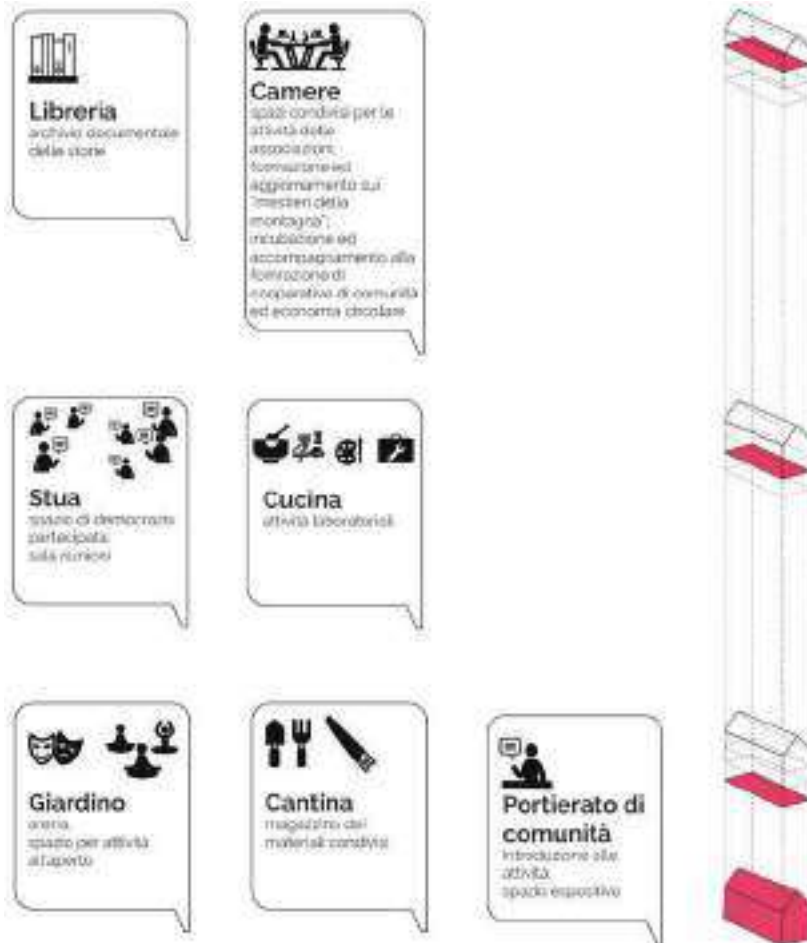 Libreria
archivio documentale
delle storie
Camere
spazi condivisi per le
attività delle
associazioni;
formazione ed
aggiornamento sui
"mestieri della
montagna";
incubazione ed
accompagnamento alla
formazione di
cooperative di comunità
ed economia circolare
Stua
spazio di democrazia
partecipata
sala riunioni
Cucina
attività laboratoriali
Giardino
arena,
spazio per attività
all'aperto
Cantina
magazzino dei
materiali condivisi
Portierato di
comunità
introduzione alle
attività
spazio espositivo